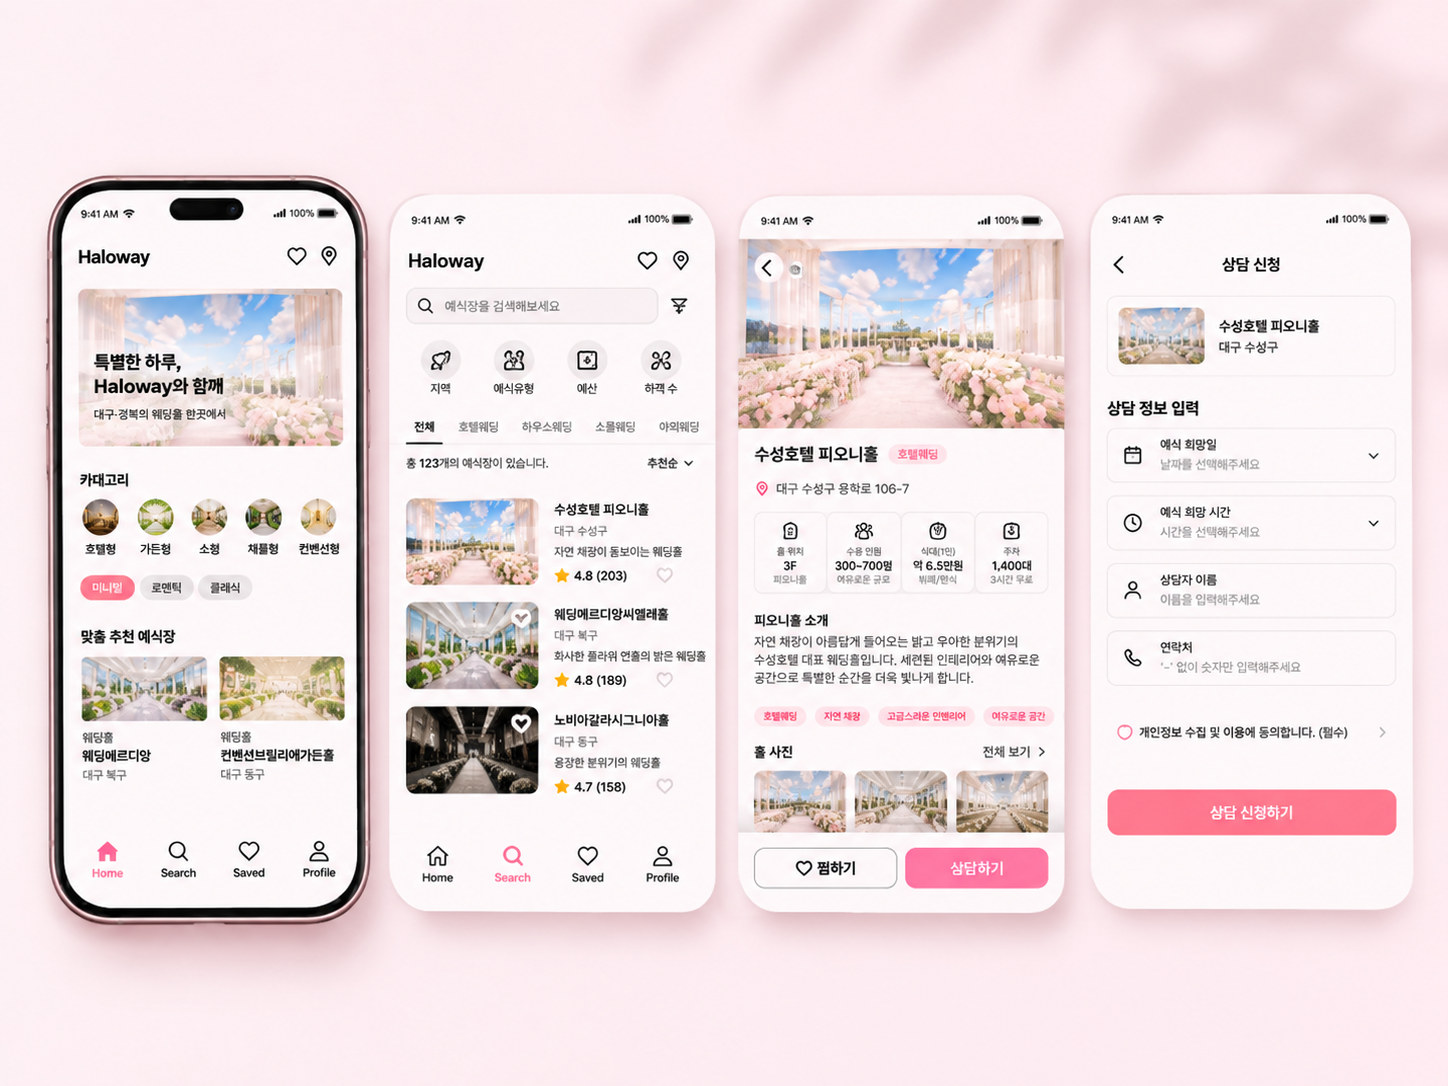 9:41 AM
100%
Haloway
특별한 하루,
Haloway와 함깨
대구·경복의 웨딩을 한곳에서
카대고리
호텔형
가든형
소형
채플형
컨벤션형
미니멀
로맨틱
클래식
맞춤 추천 예식장
웨딩홀
웨딩에르디앙
대구 북구
웨딩홀
컨벤션브릴리애가든홀
대구 동구
Home
Search
Saved
Profile
9:41 AM
100%
Haloway
예식장을 검색해보세요
지역
예식유형
예산
하객 수
전체
호텔웨딩
하우스웨딩
소몰웨딩
야외웨딩
총 123개의 예식장이 있습니다.
추천순
수성호텔 피오니홀
대구 수성구
자연 채장이 돋보이는 웨딩홀
4.8 (203)
웨딩메르디앙씨엘래홀
대구 북구
화사한 플라워 연출의 밝은 웨딩홀
4.8 (189)
노비아갈라시그니아홀
대구 동구
웅장한 분위기의 웨딩홀
4.7 (158)
Home
Search
Saved
Profile
9:41 AM
100%
수성호텔 피오니홀
호텔웨딩
대구 수성구 용학로 106-7
홀 위치
3F
피오나홀
수용 인원
300~700명
여유로운 규모
식대(1인)
약 6.5만원
뷔페/한식
주차
1,400대
3시간 무료
피오니홀 소개
자연 채장이 아름답게 들어오는 밝고 우아한 분위기의
수성호텔 대표 웨딩홀입니다. 세련된 인테리어와 여유로운
공간으로 특별한 순간을 더욱 빛나게 합니다.
호텔웨딩
자연 채광
고급스라운 인텐리어
여유로운 공간
홀 사진
전체 보기
찜하기
상담하기
9:41 AM
100%
상담 신청
수성호텔 피오니홀
대구 수성구
상담 정보 입력
예식 희망일
날짜를 선택해주세요
예식 희망 시간
시간을 선택해주세요
상담자 이름
이름을 입력해주세요
연락처
'-' 없이 숫자만 입력해주세요
개인정보 수집 및 이용에 동의합니다. (필수)
상담 신청하기